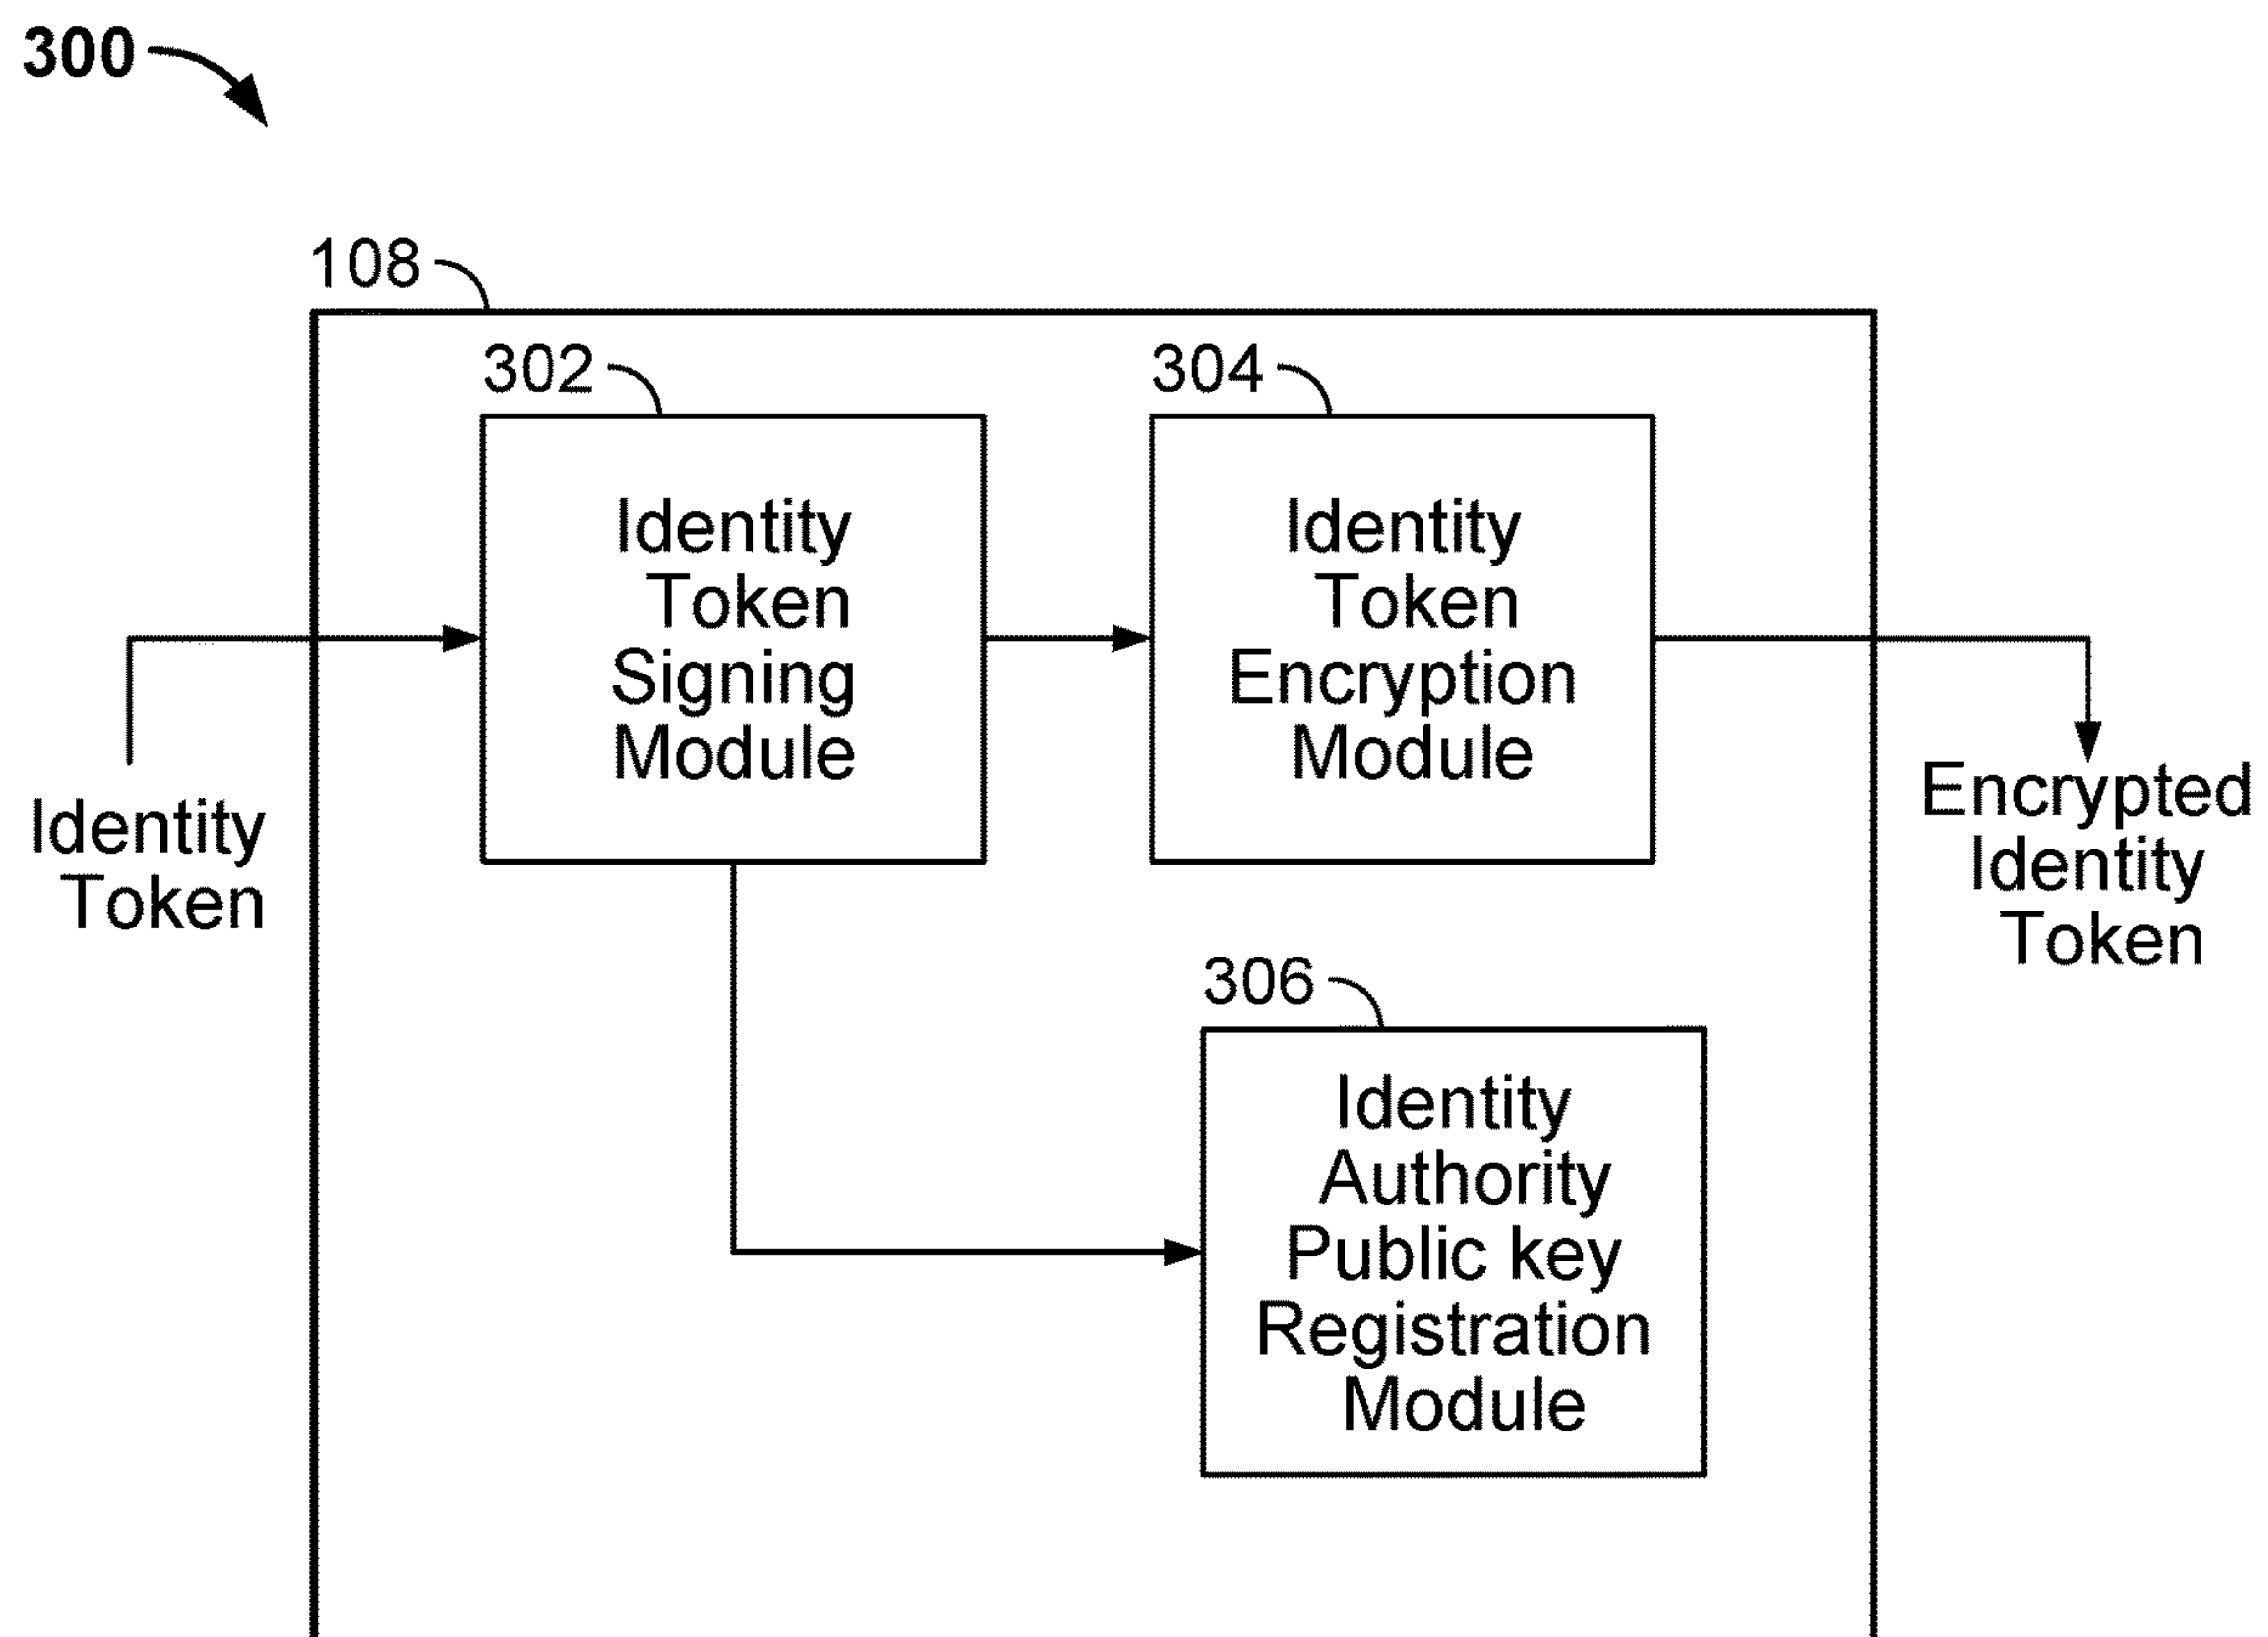 300
108
302
304
Identity
Token
Signing
Module
Identity
Token
Encryption
Module
Identity
Token
Encrypted
Identity
Token
306
Identity
Authority
Public key
Registration
Module